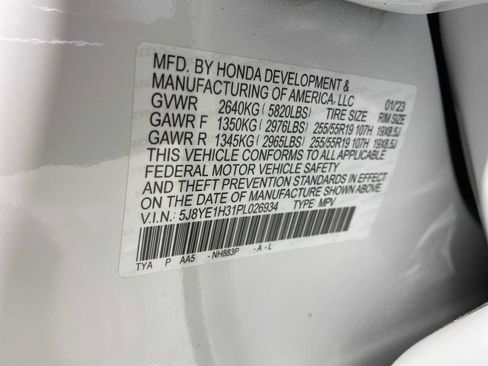 MFD. BY HONDA DEVELOPMENT &
MANUFACTURING OF AMERICA, LLC 01/23
GVWR 2640KG (5820LBS) TIRE SIZE RIM SIZE
GAWR F 1350KG (2976LBS) 255/55R19 107H 19X8.5J
GAWR R 1345KG (2965LBS) 255/55R19 107H 19X8.5J
THIS VEHICLE CONFORMS TO ALL APPLICABLE
FEDERAL MOTOR VEHICLE SAFETY
AND THEFT PREVENTION STANDARDS IN EFFECT
ON THE DATE OF MANUFACTURE SHOWN ABOVE.
V.I.N.: 5J8YE1H31PL026934 TYPE: MPV
TYA P AA5 -NH883P -A-L